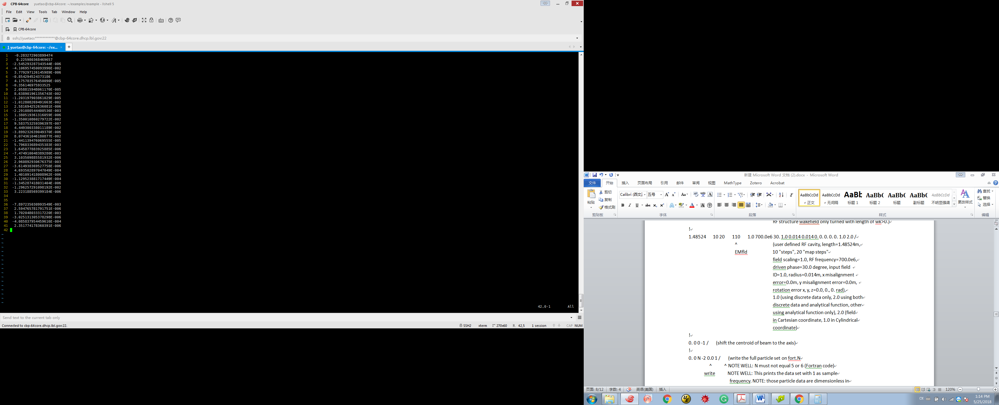 CPB-64core yuetao@cbp-64core: ~/examples/example - Xshell 5
File Edit View Tools Tab Window Help
CPB-64core
ssh://yuetao:*************@cbp-64core.dhcp.lbl.gov:22
1 yuetao@cbp-64core: ~/ex...
1 -0.283272903899474
2 0.225980368469657
3 -2.545293287343544E-006
4 -4.106957450093996E-002
5 3.779297126145989E-006
6 -0.854294524373186
7 4.175783576450090E-005
8 -0.356146975933525
9 2.058815948061170E-005
10 8.638901961356743E-002
11 -1.203197903861029E-005
12 -1.012808269491663E-002
13 2.581694252636081E-006
14 -2.291080544400536E-003
15 1.380519361316059E-006
16 -1.350010860279722E-002
17 9.583753259396397E-007
18 4.449300338011189E-002
19 -3.899232639049370E-006
20 8.074361046180877E-002
21 -1.441139476069555E-005
22 5.796833689435383E-003
23 1.645877883925885E-006
24 -7.474910048389280E-003
25 3.103509885581932E-006
26 2.960892930676375E-003
27 -3.614938369527758E-006
28 4.693502897047049E-004
29 1.401091418008962E-006
30 -1.129523881717449E-004
31 -1.345287418031404E-006
32 -1.296257291098192E-002
33 3.223188569399184E-006
34
35
36 -7.897235030993549E-003
37 2.594765781791751E-006
38 1.702048033317220E-003
39 -3.025131305378298E-006
40 -4.085837954459616E-004
41 2.351774178360391E-006
42
42,0-1 All
Send text to the current tab only
Connected to cbp-64core.dhcp.lbl.gov:22.
SSH2 xterm 270x60 42,5 1 session CAP NUM
新建 Microsoft Word 文档 (2).docx - Microsoft Word
文件 开始 插入 页面布局 引用 邮件 审阅 视图 MathType Zotero Acrobat
粘贴 剪切 复制 格式刷
Calibri (西文 五号
AaBbCcDd AaBbCcDd AaBb AaBbC AaBbC AaBbC AaBbCcDd
正文 无间隔 标题 1 标题 2 标题 副标题 不明显强调
更改样式
查找 替换 选择
剪贴板 字体 段落 样式 编辑
RF structure wakefield only turned with length of wk>0.)
!
1.48524 10 20 110 1.0 700.0e6 30. 1.0 0.014 0.014 0. 0. 0. 0. 0. 1.0 2.0 /
^ (user defined RF cavity, length=1.48524m,
EMfld 10 "steps", 20 "map steps"
field scaling=1.0, RF frequency=700.0e6,
driven phase=30.0 degree, input field
ID=1.0, radius=0.014m, x misalignment
error=0.0m, y misalignment error=0.0m,
rotation error x, y, z=0.0, 0., 0. rad),
1.0 (using discrete data only, 2.0 using both
discrete data and analytical function, other
using analytical function only), 2.0 (field
in Cartesian coordinate, 1.0 in Cylindrical
coordinate)
!
0. 0 0 -1 / (shift the centroid of beam to the axis)
!
0. 0 N -2 0.0 1 / (write the full particle set on fort.N
^ ^ NOTE WELL: N must not equal 5 or 6 (Fortran code)
write NOTE WELL: This prints the data set with 1 as sample
frequency. NOTE: those particle data are dimensionless in
页面: 8/12 字数: 4 英语(美国) 插入 120%
CH 1:14 PM
5/25/2018